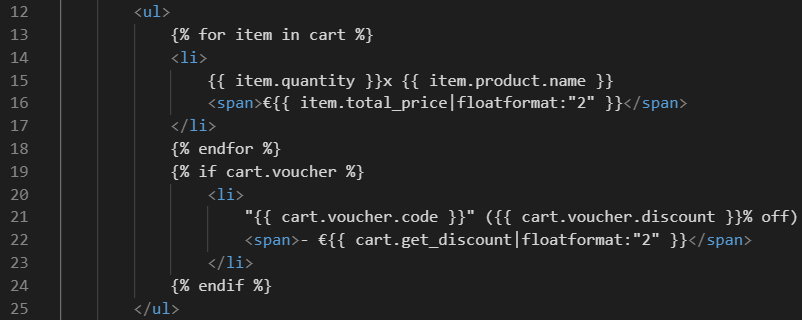 12 <ul>
13 {% for item in cart %}
14 <li>
15 {{ item.quantity }}x {{ item.product.name }}
16 <span>€{{ item.total_price|floatformat:"2" }}</span>
17 </li>
18 {% endfor %}
19 {% if cart.voucher %}
20 <li>
21 "{{ cart.voucher.code }}" ({{ cart.voucher.discount }}% off)
22 <span>- €{{ cart.get_discount|floatformat:"2" }}</span>
23 </li>
24 {% endif %}
25 </ul>